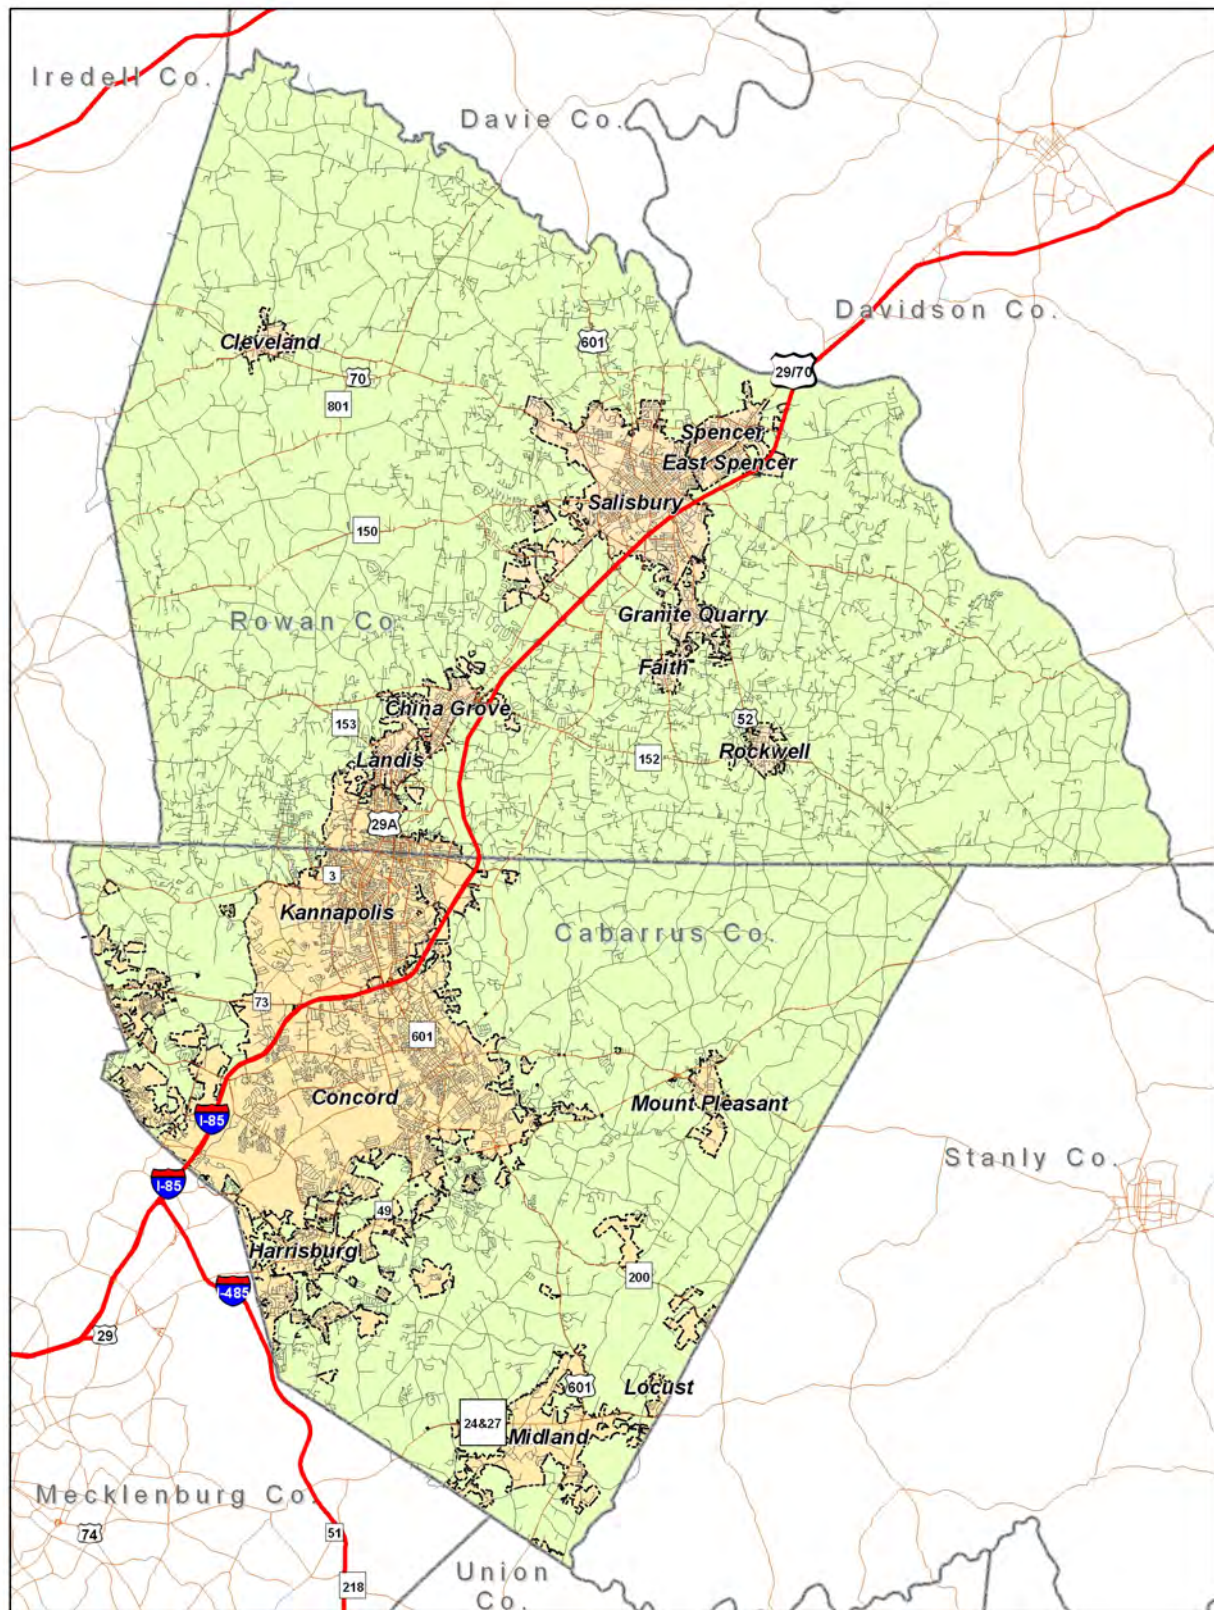 Iredell Co.
Davie Co.
Davidson Co.
Cleveland
601
29/70
70
801
Spencer
East Spencer
Salisbury
150
Rowan Co.
Granite Quarry
Faith
China Grove
153
52
Rockwell
152
Landis
29A
3
Kannapolis
Cabarrus Co.
73
601
Concord
Mount Pleasant
I-85
Stanly Co.
I-85
49
Harrisburg
200
I-485
29
601
Locust
24&27
Midland
Mecklenburg Co.
74
51
Union
Co.
218